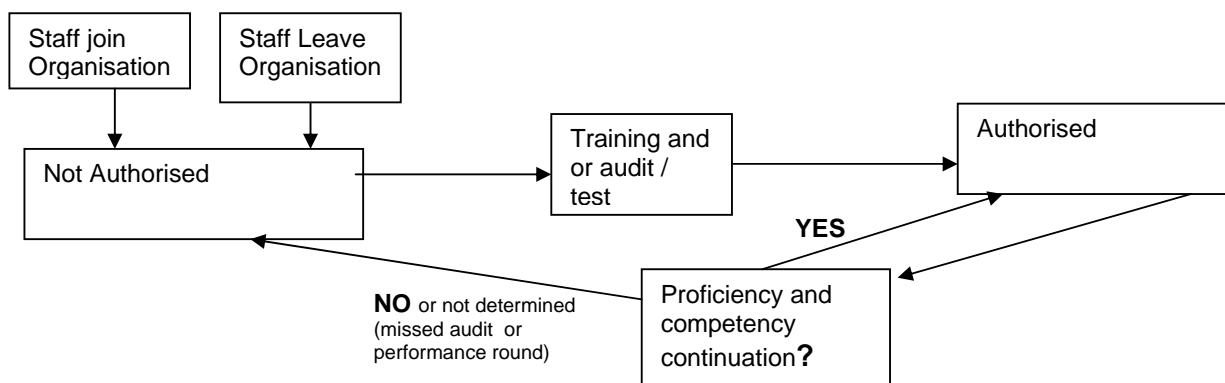 Staff join
Organisation
Staff Leave
Organisation
Not Authorised
Training and
or audit /
test
Authorised
YES
NO or not determined
(missed audit or
performance round)
Proficiency and
competency
continuation?